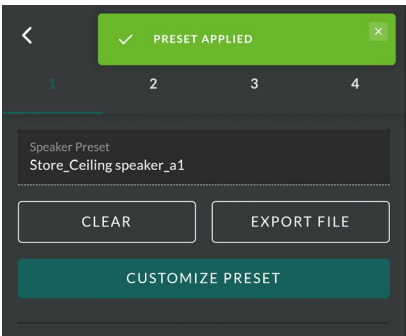 PRESET APPLIED
1 2 3 4
Speaker Preset
Store_Ceiling speaker_a1
CLEAR EXPORT FILE
CUSTOMIZE PRESET